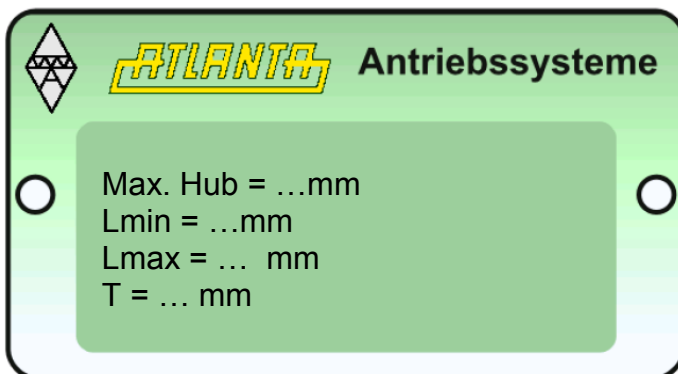 ATLANTA Antriebssysteme
Max. Hub = …mm
Lmin = …mm
Lmax = … mm
T = … mm